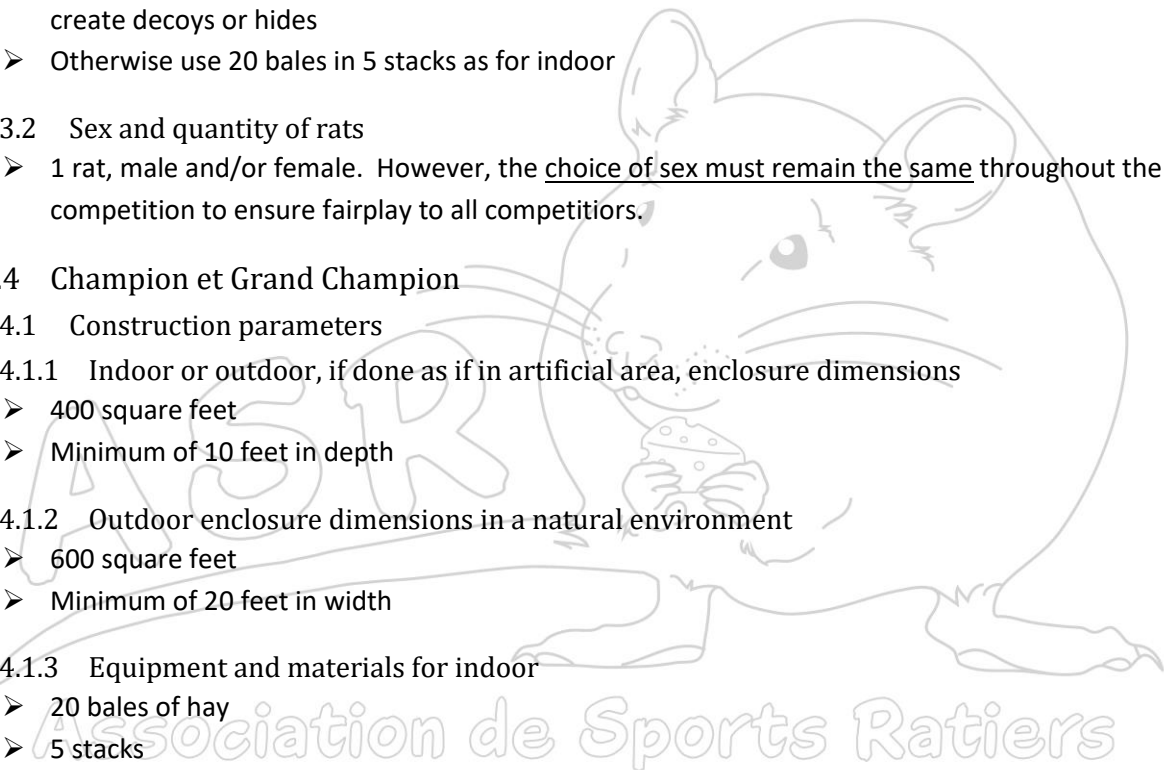 create decoys or hides
➢ Otherwise use 20 bales in 5 stacks as for indoor
3.2 Sex and quantity of rats
➢ 1 rat, male and/or female. However, the choice of sex must remain the same throughout the
competition to ensure fairplay to all competitiors.
.4 Champion et Grand Champion
4.1 Construction parameters
4.1.1 Indoor or outdoor, if done as if in artificial area, enclosure dimensions
➢ 400 square feet
➢ Minimum of 10 feet in depth
4.1.2 Outdoor enclosure dimensions in a natural environment
➢ 600 square feet
➢ Minimum of 20 feet in width
4.1.3 Equipment and materials for indoor
➢ 20 bales of hay
➢ 5 stacks
ASR
Association de Sports Ratiers